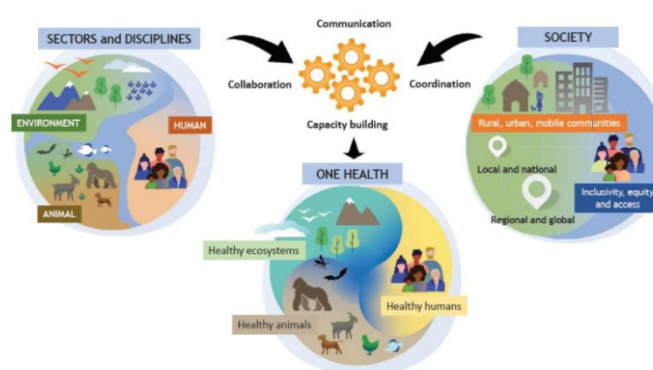 Communication
SECTORS and DISCIPLINES
SOCIETY
Collaboration
Coordination
ENVIRONMENT
HUMAN
ANIMAL
Capacity building
Rural, urban, mobile communities
Local and national
Inclusivity, equity
and access
Regional and global
ONE HEALTH
Healthy ecosystems
Healthy humans
Healthy animals